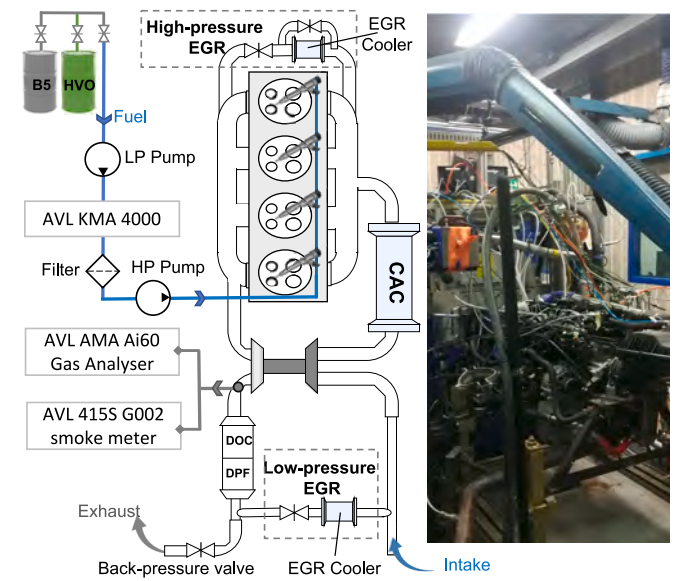 High-pressure
EGR
EGR
Cooler
B5
HVO
Fuel
LP Pump
AVL KMA 4000
Filter
HP Pump
CAC
AVL AMA Ai60
Gas Analyser
AVL 415S G002
smoke meter
DOC
DPF
Low-pressure
EGR
Exhaust
Back-pressure valve
EGR Cooler
Intake